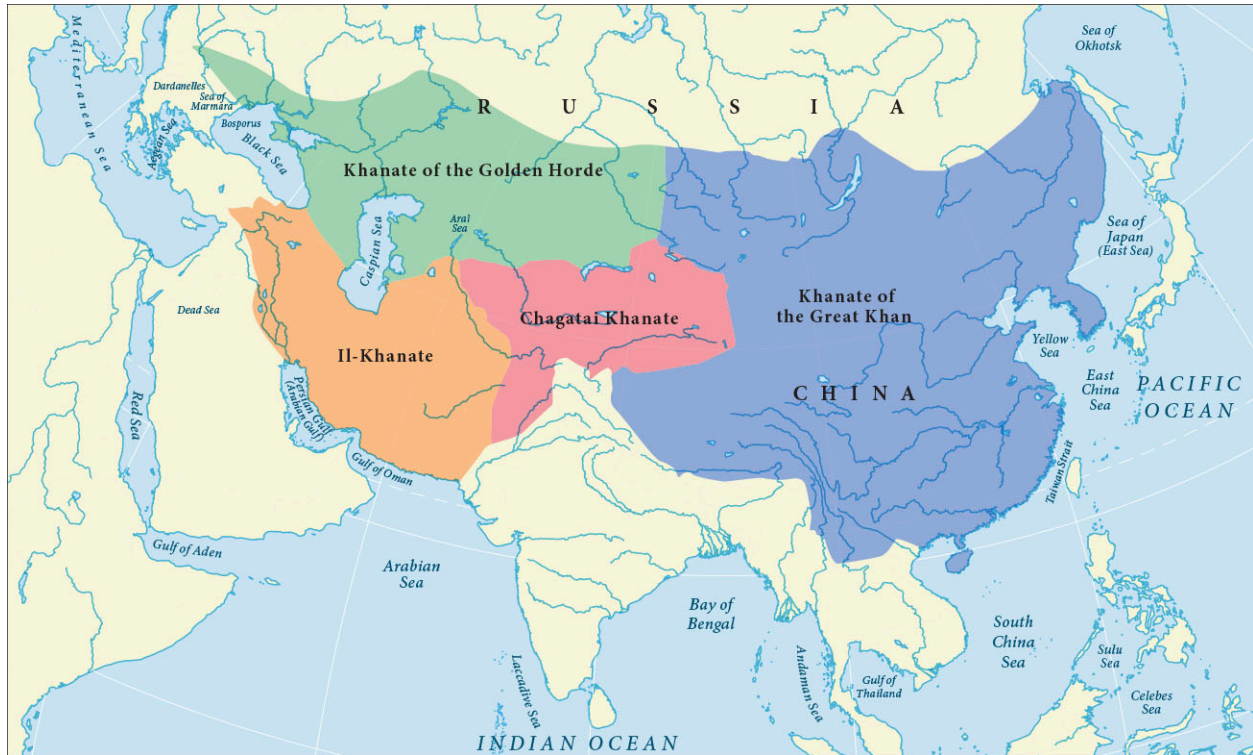 Mediterranean Sea
Dardanelles
Sea of
Marmara
Bosporus
Aegean Sea
Black Sea
Sea of
Okhotsk
R U S S I A
Khanate of the Golden Horde
Aral
Sea
Caspian Sea
Sea of
Japan
(East Sea)
Dead Sea
Chagatai Khanate
Khanate of
the Great Khan
Il-Khanate
Yellow
Sea
East
China
Sea
PACIFIC
OCEAN
C H I N A
Red Sea
Persian Gulf
(Arabian Gulf)
Gulf of Oman
Taiwan Strait
Gulf of Aden
Arabian
Sea
Bay of
Bengal
South
China
Sea
Laccadive Sea
Andaman Sea
Gulf of
Thailand
Sulu
Sea
Celebes
Sea
INDIAN OCEAN